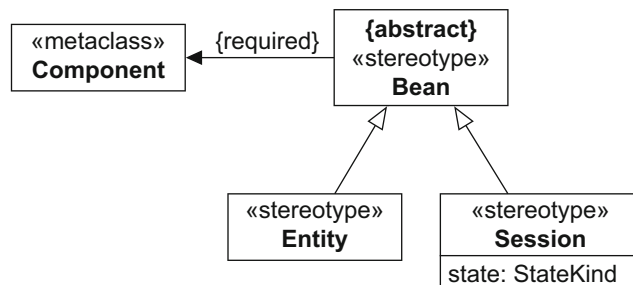 «metaclass»
Component
{required}
{abstract}
«stereotype»
Bean
«stereotype»
Entity
«stereotype»
Session
state: StateKind